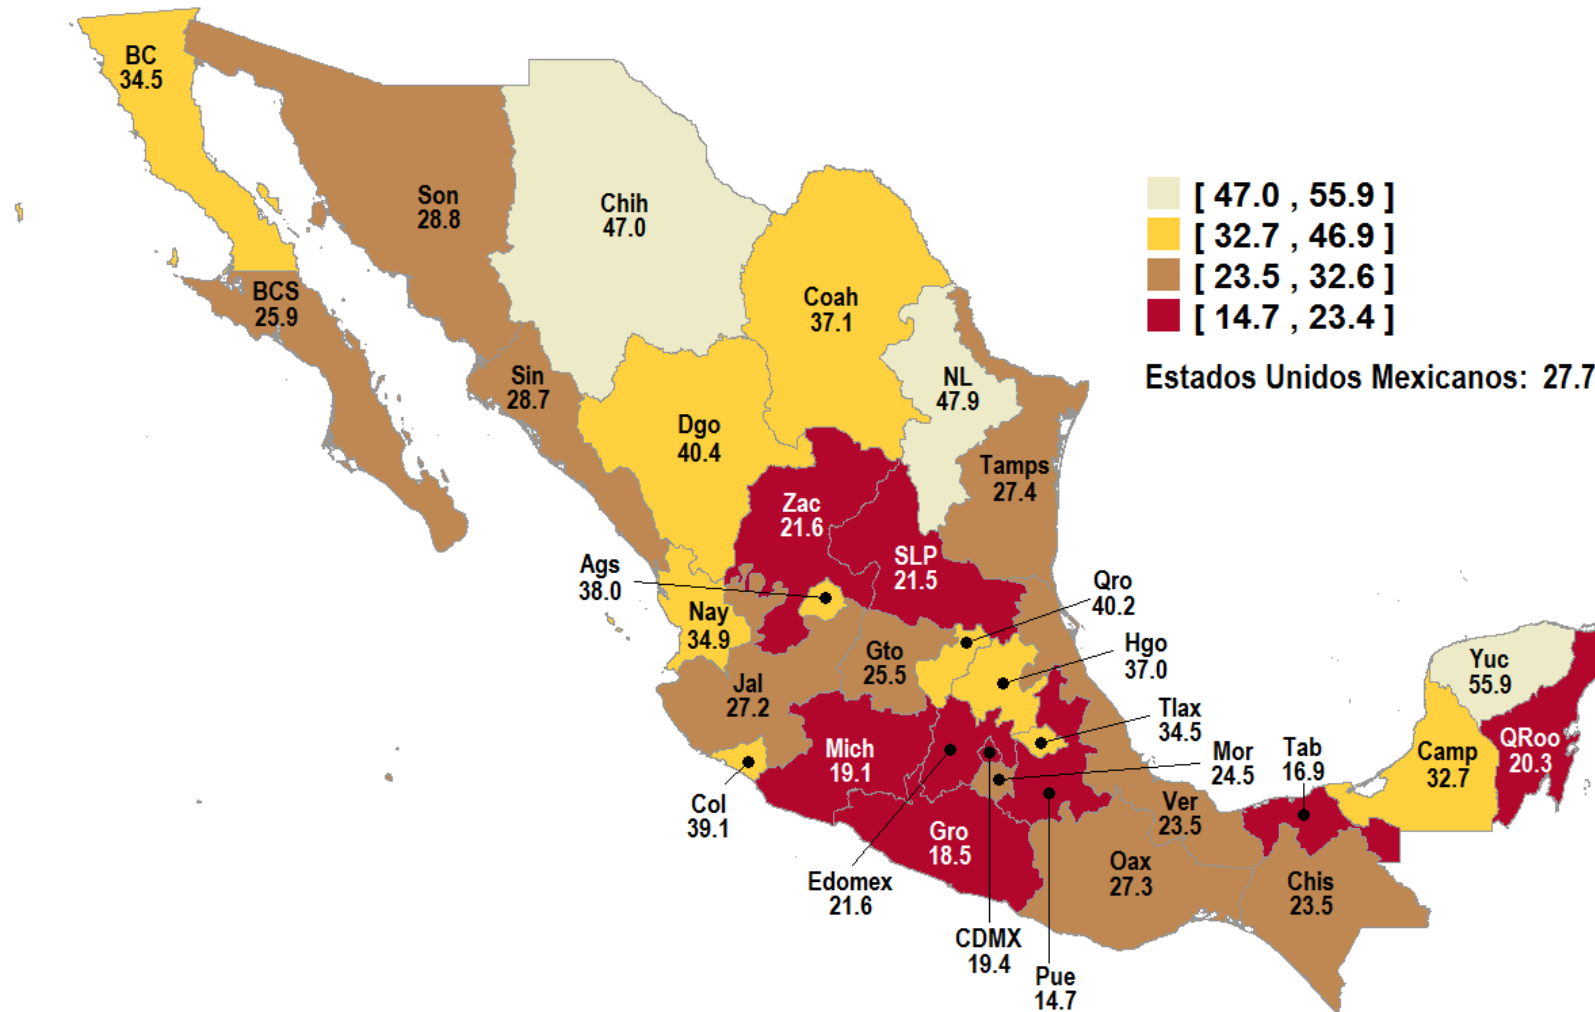 BC
34.5
Son
28.8
Chih
47.0
[ 47.0 , 55.9 ]
[ 32.7 , 46.9 ]
[ 23.5 , 32.6 ]
[ 14.7 , 23.4 ]
Estados Unidos Mexicanos: 27.7
BCS
25.9
Coah
37.1
Sin
28.7
NL
47.9
Dgo
40.4
Tamps
27.4
Zac
21.6
SLP
21.5
Ags
38.0
Qro
40.2
Nay
34.9
Gto
25.5
Hgo
37.0
Yuc
55.9
Jal
27.2
Tlax
34.5
Mich
19.1
Mor
24.5
Tab
16.9
Camp
32.7
QRoo
20.3
Col
39.1
Ver
23.5
Gro
18.5
Oax
27.3
Edomex
21.6
Chis
23.5
CDMX
19.4
Pue
14.7